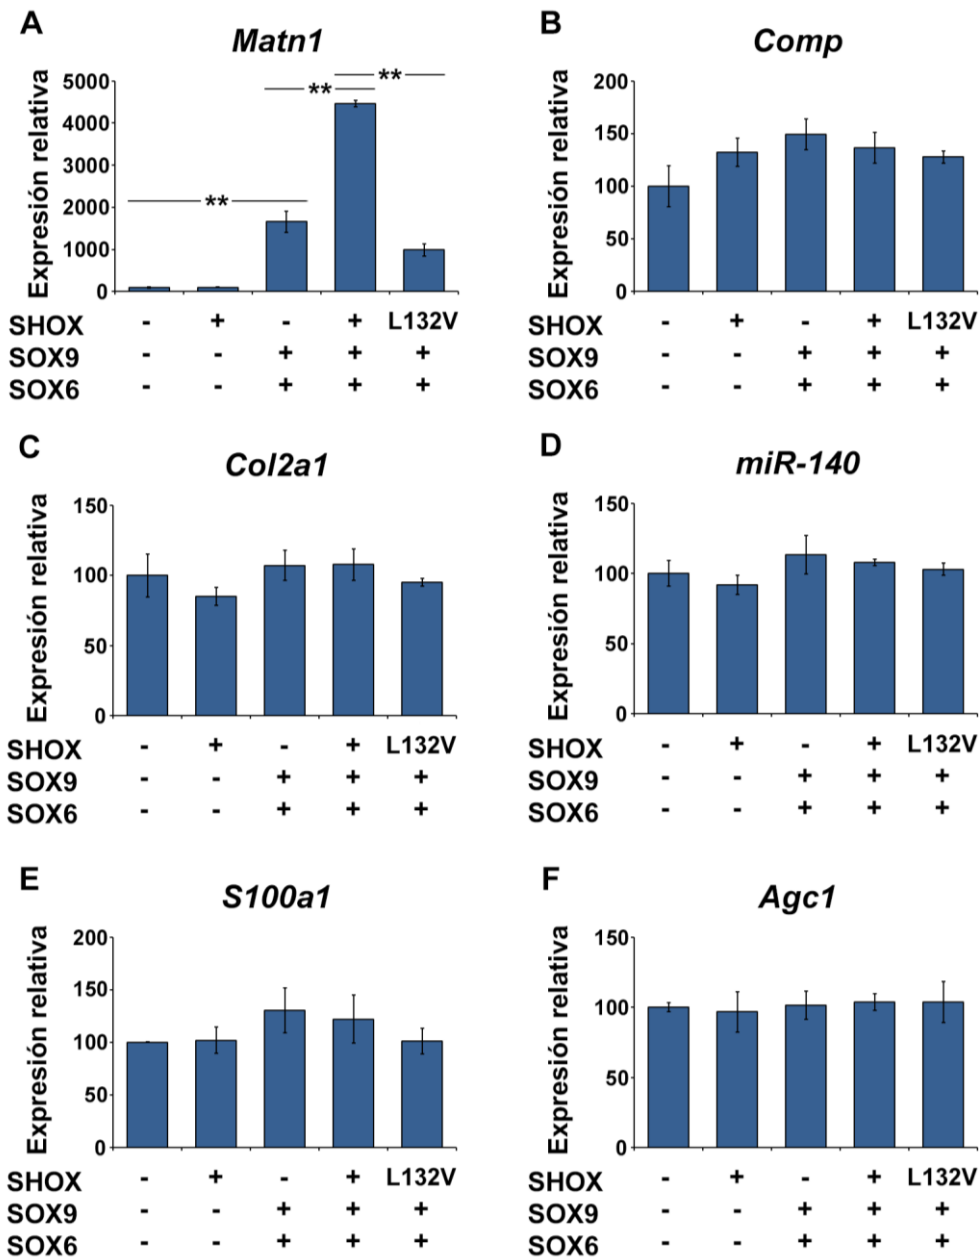 A
Matn1
Expresión relativa
5000
4000
3000
2000
1000
0
**
**
**
SHOX - + - + L132V
SOX9 - - + + +
SOX6 - - + + +
B
Comp
Expresión relativa
200
150
100
50
0
SHOX - + - + L132V
SOX9 - - + + +
SOX6 - - + + +
C
Col2a1
Expresión relativa
150
100
50
0
SHOX - + - + L132V
SOX9 - - + + +
SOX6 - - + + +
D
miR-140
Expresión relativa
150
100
50
0
SHOX - + - + L132V
SOX9 - - + + +
SOX6 - - + + +
E
S100a1
Expresión relativa
200
150
100
50
0
SHOX - + - + L132V
SOX9 - - + + +
SOX6 - - + + +
F
Agc1
Expresión relativa
150
100
50
0
SHOX - + - + L132V
SOX9 - - + + +
SOX6 - - + + +